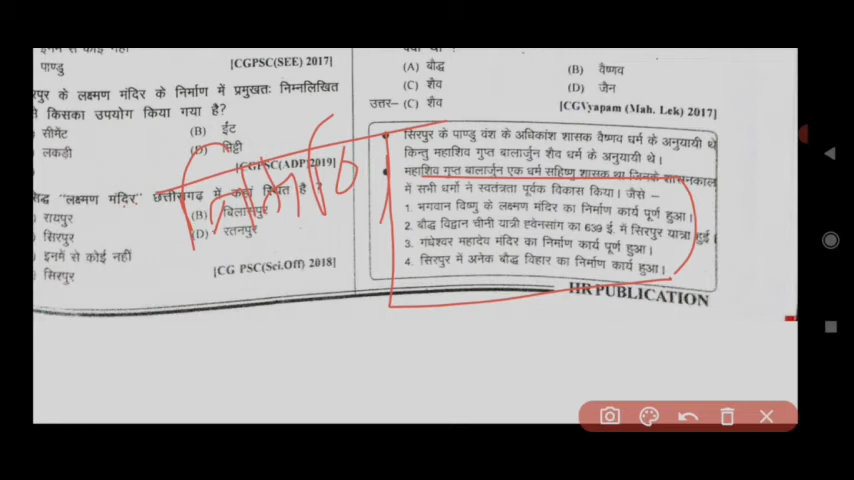 इनमें से कोई नहीं
पाण्डु
[CGPSC(SEE) 2017]
रपुर के लक्ष्मण मंदिर के निर्माण में प्रमुखतः निम्नलिखित
किसका उपयोग किया गया है?
सीमेंट
(B) ईंट
लकड़ी
(D) मिट्टी
[CGPSC(ADP)2019]
सिद्ध "लक्ष्मण मंदिर" छत्तीसगढ़ में कहां स्थित है ?
रायपुर
(B) बिलासपुर
सिरपुर
(D) रतनपुर
इनमें से कोई नहीं
सिरपुर
[CG PSC(Sci.Off) 2018]
(A) बौद्ध
(B) वैष्णव
(C) शैव
(D) जैन
उत्तर– (C) शैव
[CGVyapam (Mah. Lek) 2017]
सिरपुर के पाण्डु वंश के अधिकांश शासक वैष्णव धर्म के अनुयायी थे
किन्तु महाशिव गुप्त बालार्जुन शैव धर्म के अनुयायी थे।
महाशिव गुप्त बालार्जुन एक धर्म सहिष्णु शासक था जिनके शासनकाल
में सभी धर्मो ने स्वतंत्रता पूर्वक विकास किया। जैसे –
1. भगवान विष्णु के लक्ष्मण मंदिर का निर्माण कार्य पूर्ण हुआ।
2. बौद्ध विद्वान चीनी यात्री ह्वेनसांग का 639 ई. में सिरपुर यात्रा हुई।
3. गंधेश्वर महादेव मंदिर का निर्माण कार्य पूर्ण हुआ।
4. सिरपुर में अनेक बौद्ध विहार का निर्माण कार्य हुआ।
HR PUBLICATION